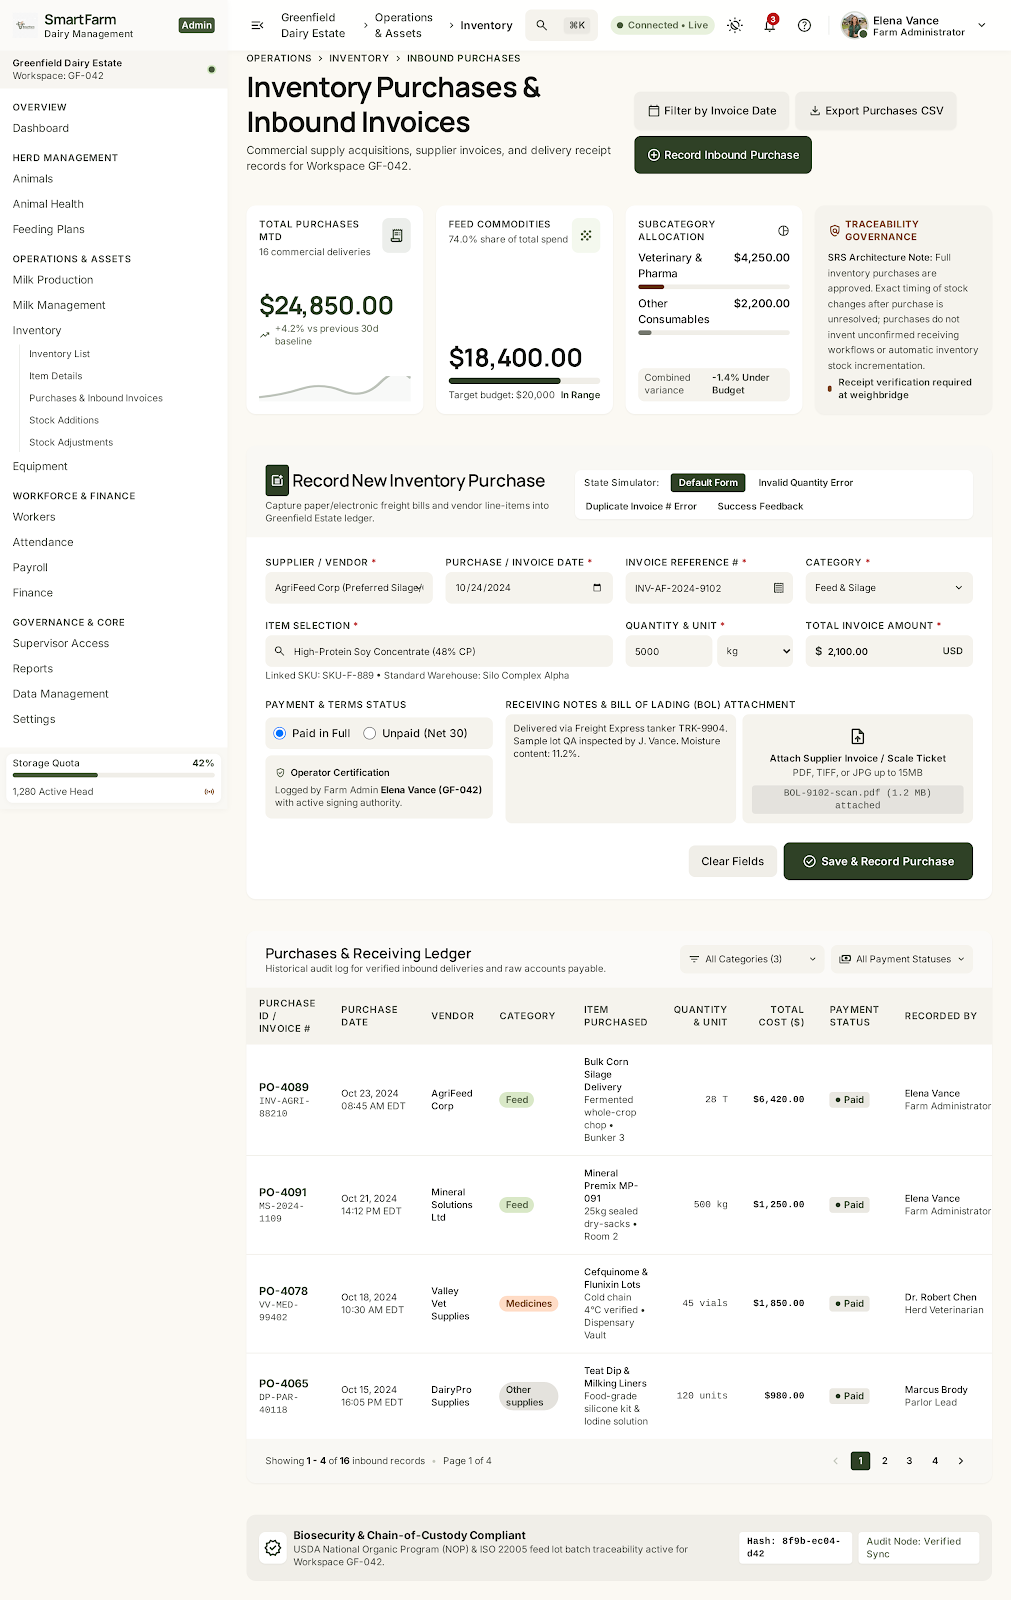 SmartFarm
Dairy Management
Admin
Greenfield Dairy Estate
Workspace: GF-042
OVERVIEW
Dashboard
HERD MANAGEMENT
Animals
Animal Health
Feeding Plans
OPERATIONS & ASSETS
Milk Production
Milk Management
Inventory
Inventory List
Item Details
Purchases & Inbound Invoices
Stock Additions
Stock Adjustments
Equipment
WORKFORCE & FINANCE
Workers
Attendance
Payroll
Finance
GOVERNANCE & CORE
Supervisor Access
Reports
Data Management
Settings
Storage Quota 42%
1,280 Active Head
Greenfield Dairy Estate > Operations & Assets > Inventory
⌘K
Connected • Live
3
Elena Vance
Farm Administrator
OPERATIONS > INVENTORY > INBOUND PURCHASES
Inventory Purchases &
Inbound Invoices
Commercial supply acquisitions, supplier invoices, and delivery receipt
records for Workspace GF-042.
Filter by Invoice Date
Export Purchases CSV
Record Inbound Purchase
TOTAL PURCHASES
MTD
16 commercial deliveries
$24,850.00
+4.2% vs previous 30d
baseline
FEED COMMODITIES
74.0% share of total spend
$18,400.00
Target budget: $20,000 In Range
SUBCATEGORY
ALLOCATION
Veterinary & $4,250.00
Pharma
Other $2,200.00
Consumables
Combined -1.4% Under
variance Budget
TRACEABILITY
GOVERNANCE
SRS Architecture Note: Full
inventory purchases are
approved. Exact timing of stock
changes after purchase is
unresolved; purchases do not
invent unconfirmed receiving
workflows or automatic inventory
stock incrementation.
Receipt verification required
at weighbridge
Record New Inventory Purchase
Capture paper/electronic freight bills and vendor line-items into
Greenfield Estate ledger.
State Simulator: Default Form Invalid Quantity Error
Duplicate Invoice # Error Success Feedback
SUPPLIER / VENDOR *
AgriFeed Corp (Preferred Silage/
PURCHASE / INVOICE DATE *
10/24/2024
INVOICE REFERENCE # *
INV-AF-2024-9102
CATEGORY *
Feed & Silage
ITEM SELECTION *
High-Protein Soy Concentrate (48% CP)
Linked SKU: SKU-F-889 • Standard Warehouse: Silo Complex Alpha
QUANTITY & UNIT *
5000 kg
TOTAL INVOICE AMOUNT *
$ 2,100.00 USD
PAYMENT & TERMS STATUS
Paid in Full Unpaid (Net 30)
Operator Certification
Logged by Farm Admin Elena Vance (GF-042)
with active signing authority.
RECEIVING NOTES & BILL OF LADING (BOL) ATTACHMENT
Delivered via Freight Express tanker TRK-9904.
Sample lot QA inspected by J. Vance. Moisture
content: 11.2%.
Attach Supplier Invoice / Scale Ticket
PDF, TIFF, or JPG up to 15MB
BOL-9102-scan.pdf (1.2 MB)
attached
Clear Fields
Save & Record Purchase
Purchases & Receiving Ledger
Historical audit log for verified inbound deliveries and raw accounts payable.
All Categories (3)
All Payment Statuses
PURCHASE ID / INVOICE # PURCHASE DATE VENDOR CATEGORY ITEM PURCHASED QUANTITY & UNIT TOTAL COST ($) PAYMENT STATUS RECORDED BY
PO-4089
INV-AGRI-
88210
Oct 23, 2024
08:45 AM EDT
AgriFeed
Corp
Feed
Bulk Corn
Silage
Delivery
Fermented
whole-crop
chop •
Bunker 3
28 T
$6,420.00
Paid
Elena Vance
Farm Administrator
PO-4091
MS-2024-
1109
Oct 21, 2024
14:12 PM EDT
Mineral
Solutions
Ltd
Feed
Mineral
Premix MP-
091
25kg sealed
dry-sacks •
Room 2
500 kg
$1,250.00
Paid
Elena Vance
Farm Administrator
PO-4078
VV-MED-
99402
Oct 18, 2024
10:30 AM EDT
Valley
Vet
Supplies
Medicines
Cefquinome &
Flunixin Lots
Cold chain
4°C verified •
Dispensary
Vault
45 vials
$1,850.00
Paid
Dr. Robert Chen
Herd Veterinarian
PO-4065
DP-PAR-
40118
Oct 15, 2024
16:05 PM EDT
DairyPro
Supplies
Other
supplies
Teat Dip &
Milking Liners
Food-grade
silicone kit &
Iodine solution
120 units
$980.00
Paid
Marcus Brody
Parlor Lead
Showing 1 - 4 of 16 inbound records • Page 1 of 4
1 2 3 4
Biosecurity & Chain-of-Custody Compliant
USDA National Organic Program (NOP) & ISO 22005 feed lot batch traceability active for
Workspace GF-042.
Hash: 8f9b-ec04-
d42
Audit Node: Verified
Sync